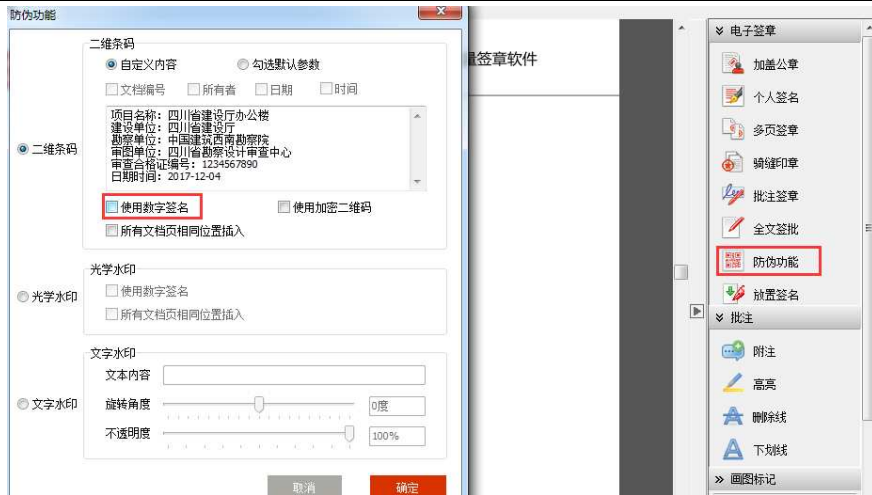 防伪功能
二维条码
自定义内容 勾选默认参数
文档编号 所有者 日期 时间
项目名称：四川省建设厅办公楼
建设单位：四川省建设厅
勘察单位：中国建筑西南勘察院
审图单位：四川省勘察设计审查中心
审查合格证编号：1234567890
日期时间：2017-12-04
二维条码
使用数字签名 使用加密二维码
所有文档页相同位置插入
光学水印
光学水印
使用数字签名
所有文档页相同位置插入
文字水印
文本内容
文字水印
旋转角度 0度
不透明度 100%
取消 确定
量签章软件
电子签章
加盖公章
个人签名
多页签章
骑缝印章
批注签章
全文签批
防伪功能
放置签名
批注
附注
高亮
删除线
下划线
画图标记